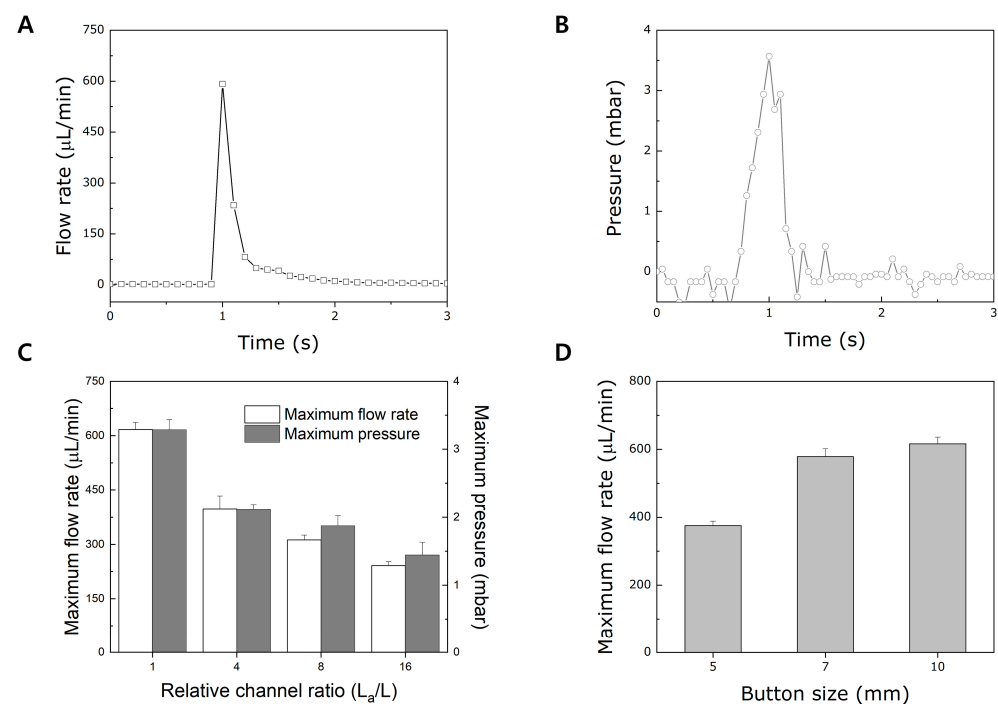 A
750
600
450
300
150
0
0
1
2
3
Flow rate (μL/min)
Time (s)
B
4
3
2
1
0
0
1
2
3
Pressure (mbar)
Time (s)
C
750
600
450
300
150
0
4
3
2
1
0
1
4
8
16
Maximum flow rate
Maximum pressure
Maximum flow rate (μL/min)
Maximum pressure (mbar)
Relative channel ratio (Lₐ/L)
D
800
600
400
200
0
5
7
10
Maximum flow rate (μL/min)
Button size (mm)